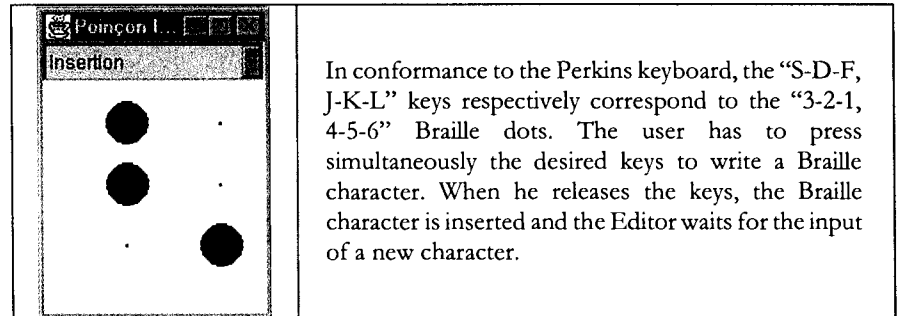 Poinçon I...
Insertion
In conformance to the Perkins keyboard, the “S-D-F,
J-K-L” keys respectively correspond to the “3-2-1,
4-5-6” Braille dots. The user has to press
simultaneously the desired keys to write a Braille
character. When he releases the keys, the Braille
character is inserted and the Editor waits for the input
of a new character.